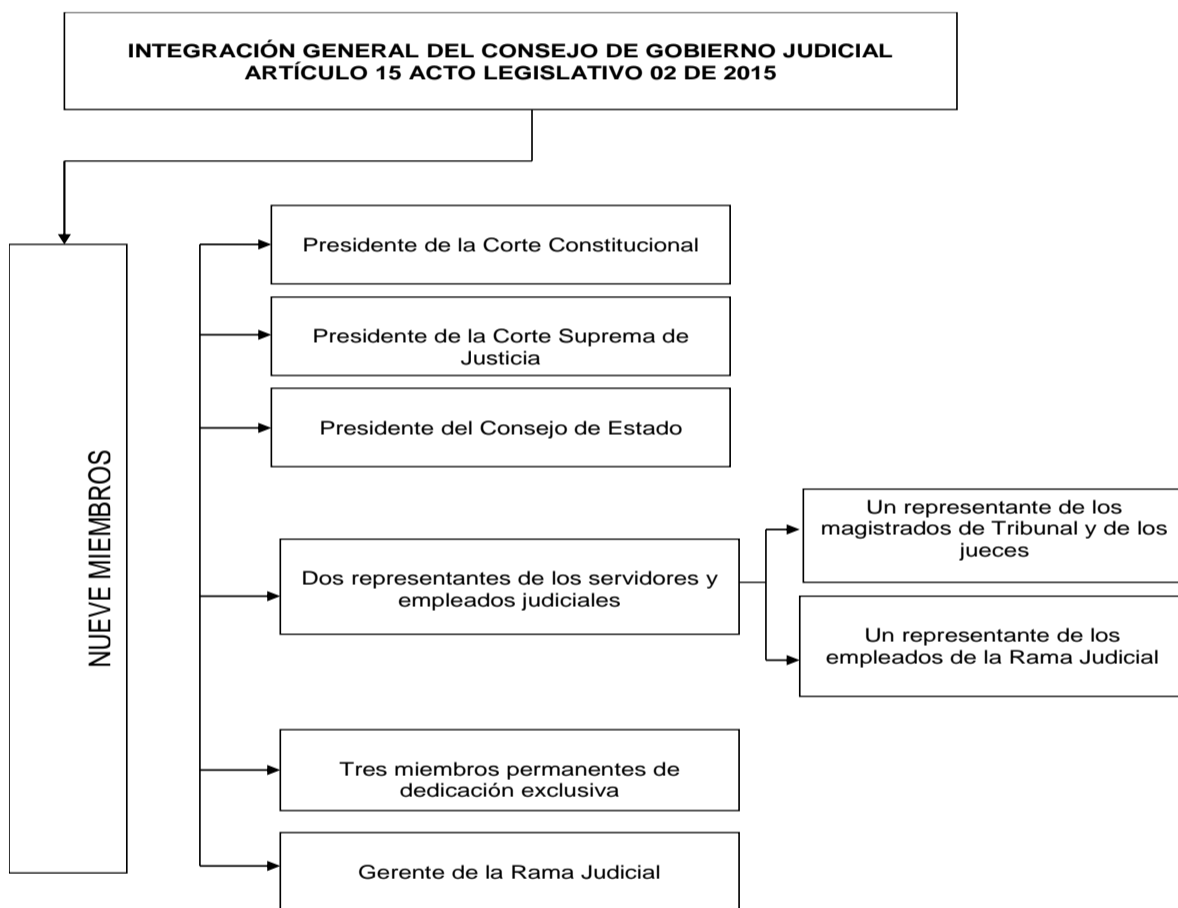 INTEGRACIÓN GENERAL DEL CONSEJO DE GOBIERNO JUDICIAL
ARTÍCULO 15 ACTO LEGISLATIVO 02 DE 2015
NUEVE MIEMBROS
Presidente de la Corte Constitucional
Presidente de la Corte Suprema de
Justicia
Presidente del Consejo de Estado
Dos representantes de los servidores y
empleados judiciales
Un representante de los
magistrados de Tribunal y de los
jueces
Un representante de los
empleados de la Rama Judicial
Tres miembros permanentes de
dedicación exclusiva
Gerente de la Rama Judicial